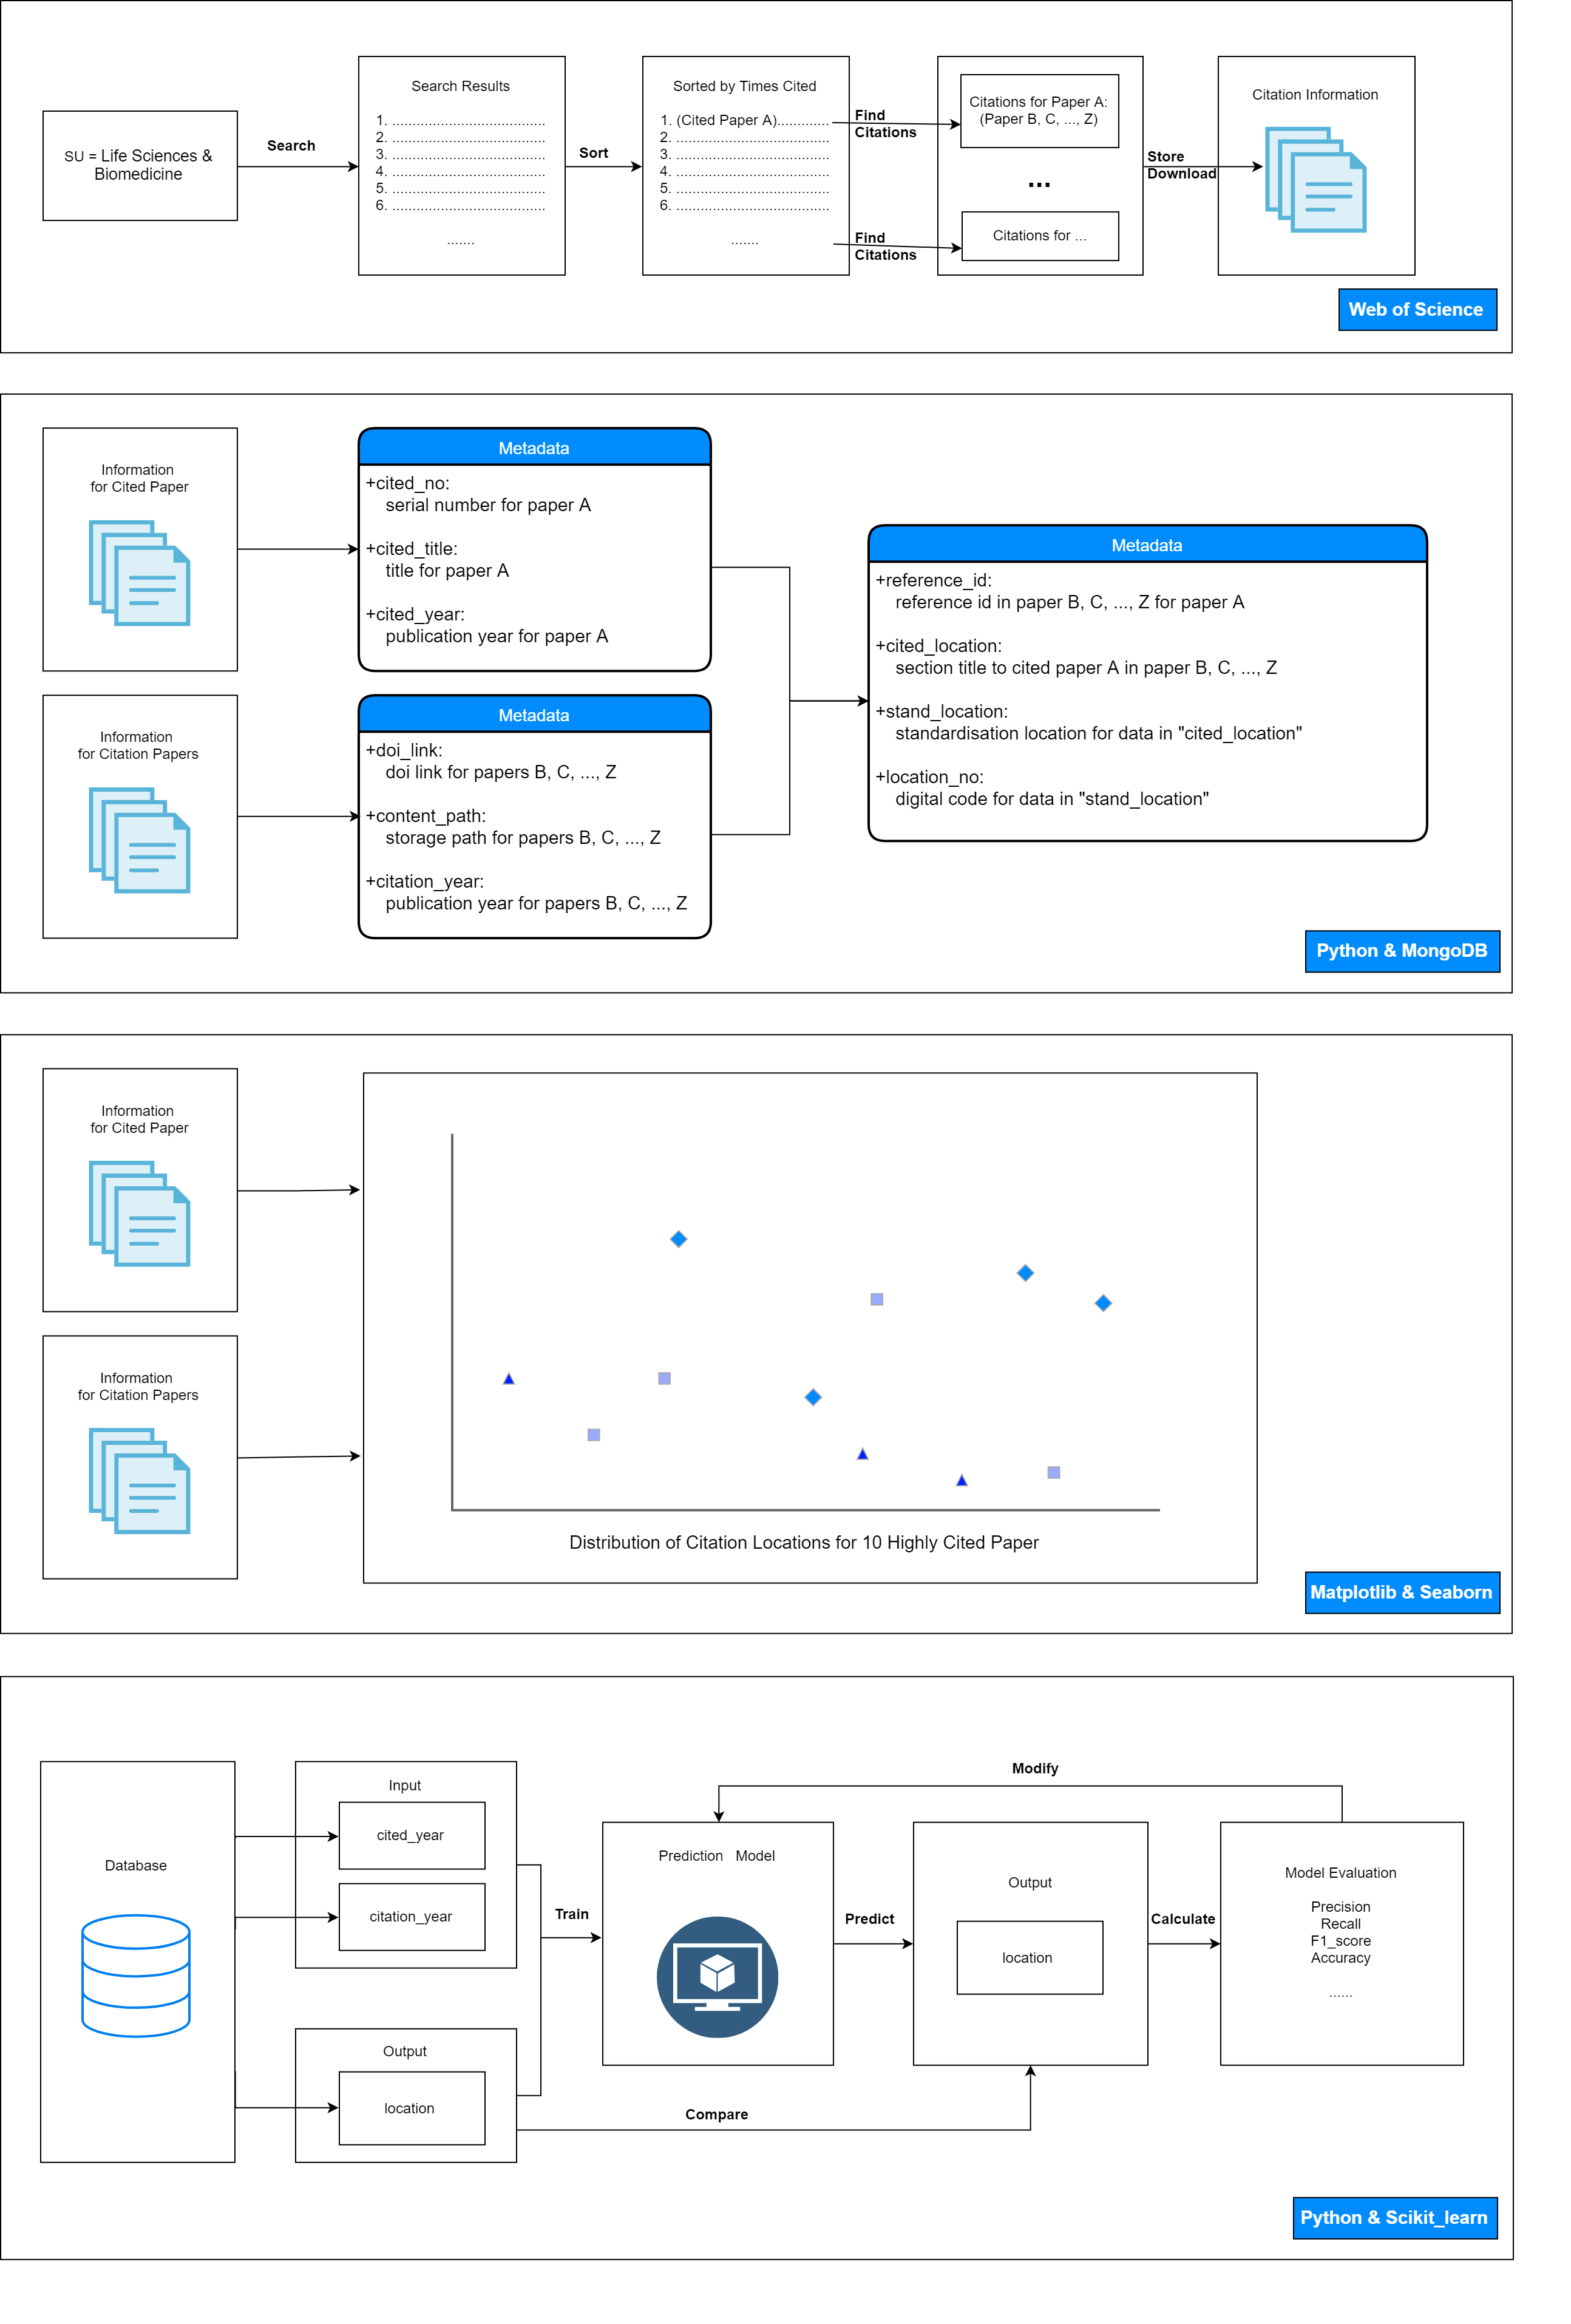 SU = Life Sciences &
Biomedicine
Search
Search Results
1. ......................................
2. ......................................
3. ......................................
4. ......................................
5. ......................................
6. ......................................
.......
Sort
Sorted by Times Cited
1. (Cited Paper A).............
2. ......................................
3. ......................................
4. ......................................
5. ......................................
6. ......................................
.......
Find
Citations
Find
Citations
Citations for Paper A:
(Paper B, C, ..., Z)
...
Citations for ...
Store
Download
Citation Information
Web of Science
Information
for Cited Paper
Metadata
+cited_no:
serial number for paper A
+cited_title:
title for paper A
+cited_year:
publication year for paper A
Information
for Citation Papers
Metadata
+doi_link:
doi link for papers B, C, ..., Z
+content_path:
storage path for papers B, C, ..., Z
+citation_year:
publication year for papers B, C, ..., Z
Metadata
+reference_id:
reference id in paper B, C, ..., Z for paper A
+cited_location:
section title to cited paper A in paper B, C, ..., Z
+stand_location:
standardisation location for data in "cited_location"
+location_no:
digital code for data in "stand_location"
Python & MongoDB
Information
for Cited Paper
Information
for Citation Papers
Distribution of Citation Locations for 10 Highly Cited Paper
Matplotlib & Seaborn
Database
Input
cited_year
citation_year
Output
location
Train
Prediction Model
Predict
Output
location
Calculate
Model Evaluation
Precision
Recall
F1_score
Accuracy
......
Modify
Compare
Python & Scikit_learn